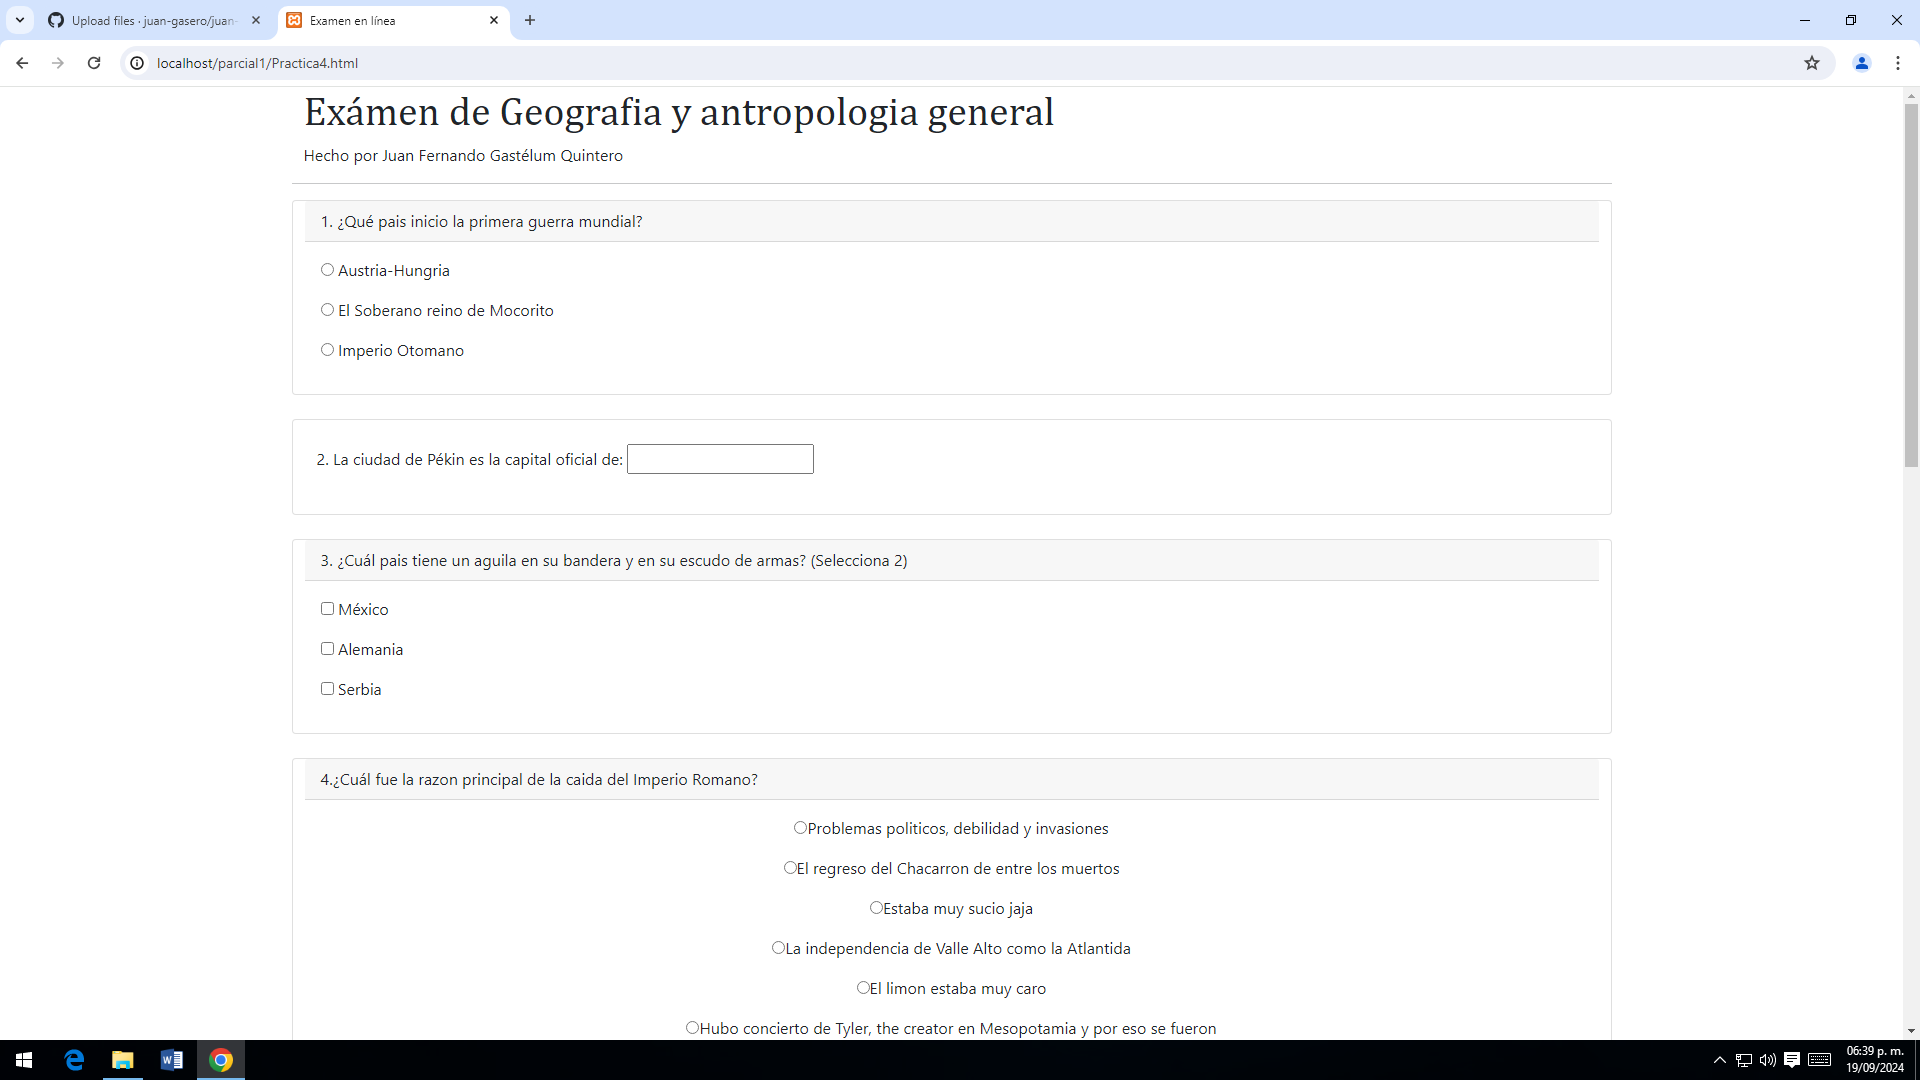 Upload files · juan-gasero/juan-
Examen en línea
localhost/parcial1/Practica4.html
Exámen de Geografia y antropologia general
Hecho por Juan Fernando Gastélum Quintero
1. ¿Qué pais inicio la primera guerra mundial?
Austria-Hungria
El Soberano reino de Mocorito
Imperio Otomano
2. La ciudad de Pékin es la capital oficial de:
3. ¿Cuál pais tiene un aguila en su bandera y en su escudo de armas? (Selecciona 2)
México
Alemania
Serbia
4.¿Cuál fue la razon principal de la caida del Imperio Romano?
Problemas politicos, debilidad y invasiones
El regreso del Chacarron de entre los muertos
Estaba muy sucio jaja
La independencia de Valle Alto como la Atlantida
El limon estaba muy caro
Hubo concierto de Tyler, the creator en Mesopotamia y por eso se fueron
06:39 p. m.
19/09/2024